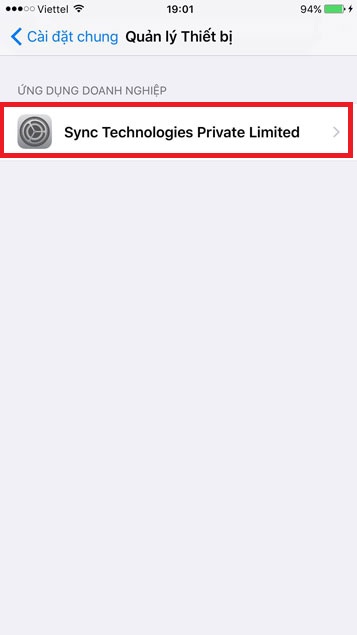 Viettel 19:01 94%
Cài đặt chung Quản lý Thiết bị
ỨNG DỤNG DOANH NGHIỆP
Sync Technologies Private Limited